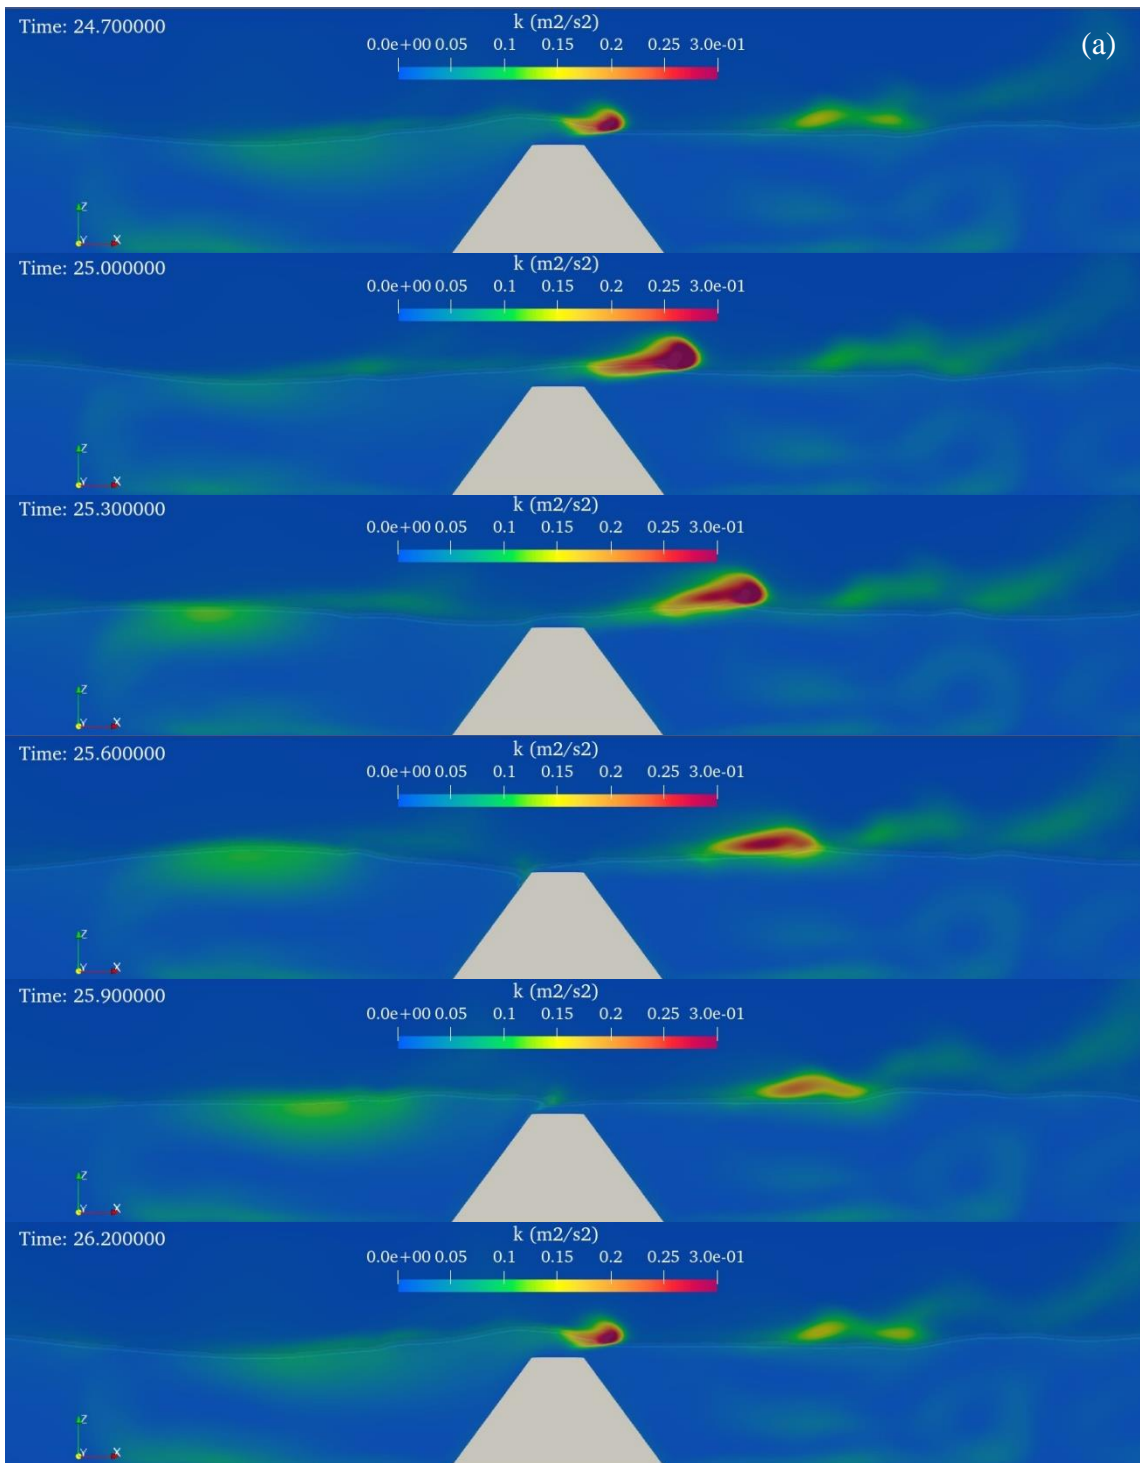 Time: 24.700000
k (m2/s2)
(a)
0.0e+00 0.05 0.1 0.15 0.2 0.25 3.0e-01
Z
Y X
Time: 25.000000
k (m2/s2)
0.0e+00 0.05 0.1 0.15 0.2 0.25 3.0e-01
Z
Y X
Time: 25.300000
k (m2/s2)
0.0e+00 0.05 0.1 0.15 0.2 0.25 3.0e-01
Z
Y X
Time: 25.600000
k (m2/s2)
0.0e+00 0.05 0.1 0.15 0.2 0.25 3.0e-01
Z
Y X
Time: 25.900000
k (m2/s2)
0.0e+00 0.05 0.1 0.15 0.2 0.25 3.0e-01
Z
Y X
Time: 26.200000
k (m2/s2)
0.0e+00 0.05 0.1 0.15 0.2 0.25 3.0e-01
Z
Y X